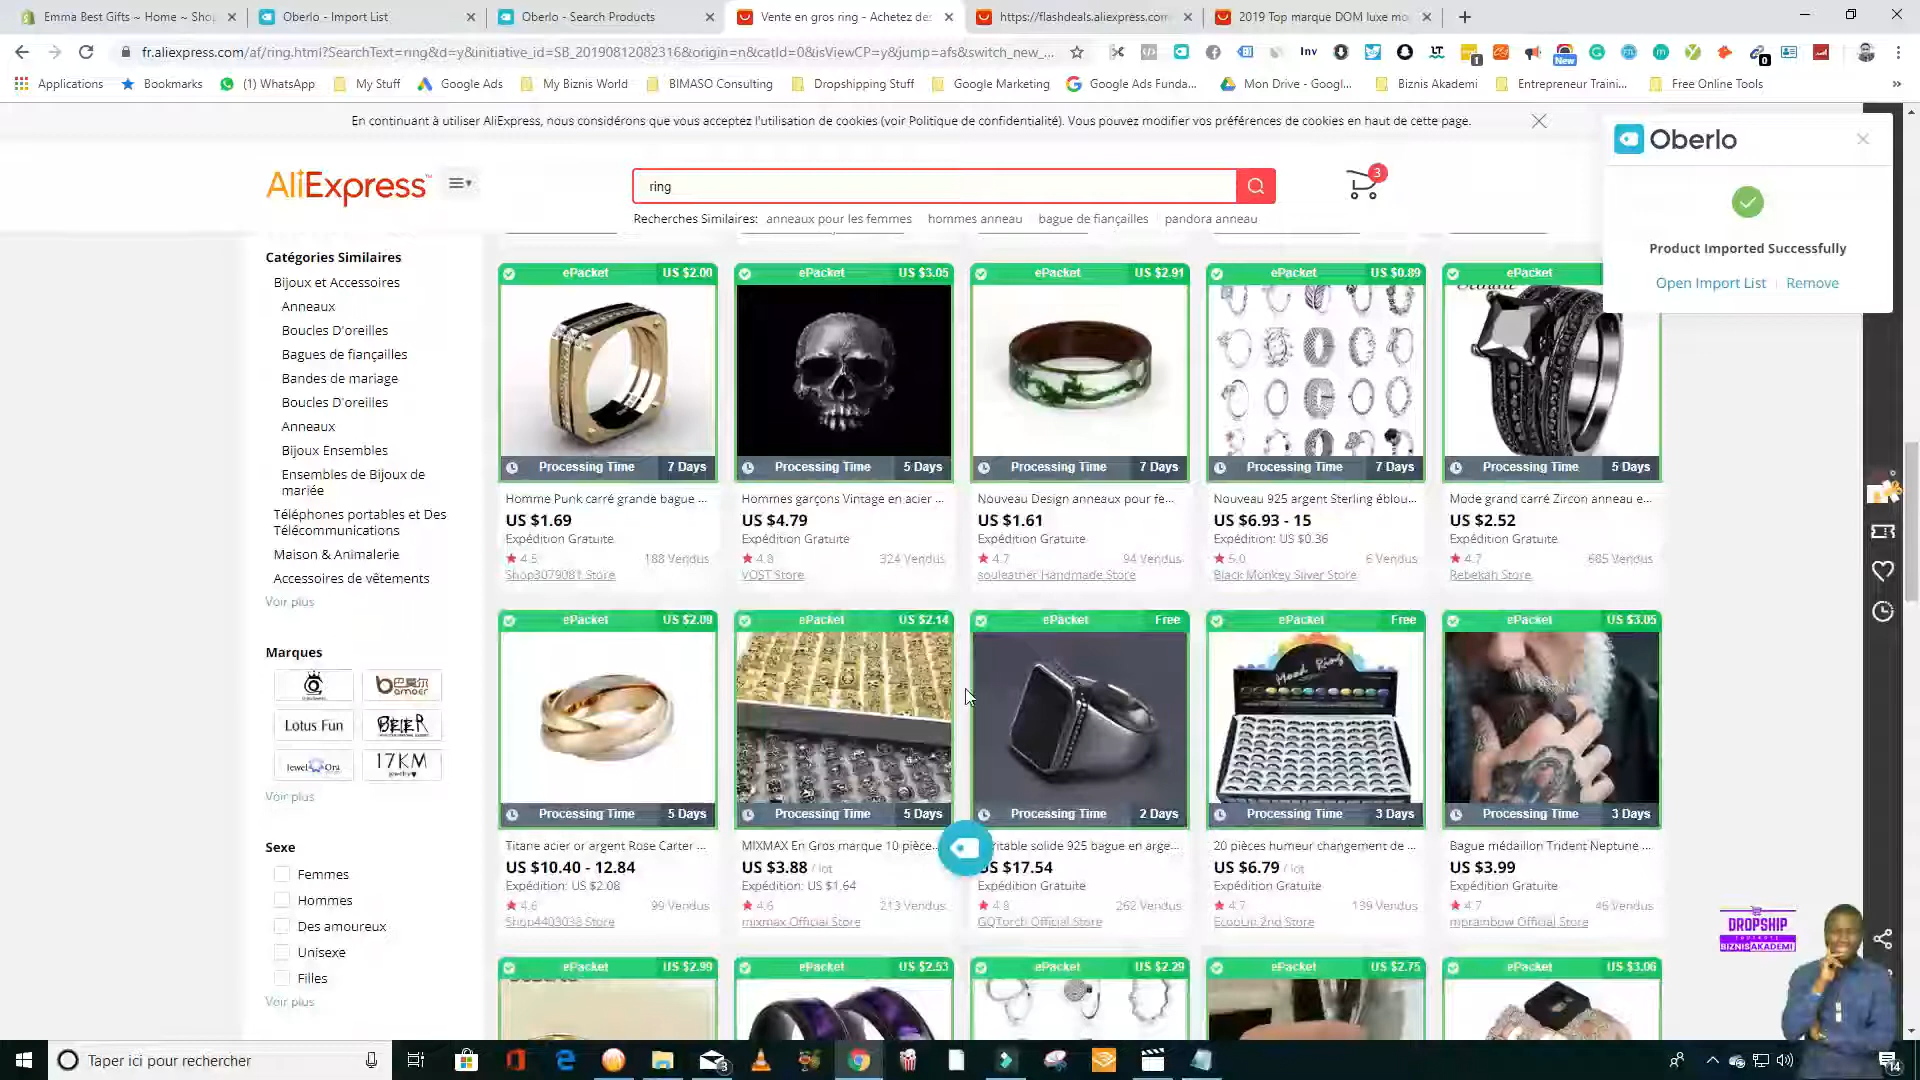 Emma Best Gifts ~ Home ~ Sho
Oberlo - Import List
Oberlo - Search Products
Vente en gros ring - Achetez des
https://flashdeals.aliexpress.com
2019 Top marque DOM luxe mo
fr.aliexpress.com/af/ring.html?SearchText=ring&d=y&initiative_id=SB_20190812082316&origin=n&catId=0&isViewCP=y&jump=afs&switch_new_...
Applications
Bookmarks
(1) WhatsApp
My Stuff
Google Ads
My Biznis World
BIMASO Consulting
Dropshipping Stuff
Google Marketing
Google Ads Funda...
Mon Drive - Googl...
Biznis Akademi
Entrepreneur Traini...
Free Online Tools
En continuant à utiliser AliExpress, nous considérons que vous acceptez l'utilisation de cookies (voir Politique de confidentialité). Vous pouvez modifier vos préférences de cookies en haut de cette page.
Oberlo
Product Imported Successfully
Open Import List | Remove
AliExpress
ring
3
Recherches Similaires: anneaux pour les femmes hommes anneau bague de fiançailles pandora anneau
Catégories Similaires
Bijoux et Accessoires
Anneaux
Boucles D'oreilles
Bagues de fiançailles
Bandes de mariage
Boucles D'oreilles
Anneaux
Bijoux Ensembles
Ensembles de Bijoux de
mariée
Téléphones portables et Des
Télécommunications
Maison & Animalerie
Accessoires de vêtements
Voir plus
Marques
Lotus Fun
BEIER
17KM
Voir plus
Sexe
Femmes
Hommes
Des amoureux
Unisexe
Filles
Voir plus
ePacket US $2.00
Processing Time 7 Days
Homme Punk carré grande bague ...
US $1.69
Expédition Gratuite
4.5 188 Vendus
Shop3079081 Store
ePacket US $3.05
Processing Time 5 Days
Hommes garçons Vintage en acier ...
US $4.79
Expédition Gratuite
4.8 324 Vendus
VOST Store
ePacket US $2.91
Processing Time 7 Days
Nouveau Design anneaux pour fe...
US $1.61
Expédition Gratuite
4.7 94 Vendus
souleather Handmade Store
ePacket US $0.89
Processing Time 7 Days
Nouveau 925 argent Sterling éblou...
US $6.93 - 15
Expédition: US $0.36
5.0 6 Vendus
Black Monkey Silver Store
ePacket
Processing Time 5 Days
Mode grand carré Zircon anneau e...
US $2.52
Expédition Gratuite
4.7 685 Vendus
Rebekah Store
ePacket US $2.09
Processing Time 5 Days
Titane acier or argent Rose Carter ...
US $10.40 - 12.84
Expédition: US $2.08
4.6 99 Vendus
Shop4403038 Store
ePacket US $2.14
Processing Time 5 Days
MIXMAX En Gros marque 10 pièce...
US $3.88 / lot
Expédition: US $1.64
4.6 213 Vendus
mixmax Official Store
ePacket Free
Processing Time 2 Days
ritable solide 925 bague en arge...
US $17.54
Expédition Gratuite
4.8 262 Vendus
GQTorch Official Store
ePacket Free
Mood Ring
Processing Time 3 Days
20 pièces humeur changement de ...
US $6.79 / lot
Expédition Gratuite
4.7 139 Vendus
EcooLin 2nd Store
ePacket US $3.05
Processing Time 3 Days
Bague médaillon Trident Neptune ...
US $3.99
Expédition Gratuite
4.7 46 Vendus
mprainbow Official Store
ePacket US $2.99
ePacket US $2.53
ePacket US $2.29
ePacket US $2.75
ePacket US $3.06
DROPSHIP
BIZNIS AKADEMI
Taper ici pour rechercher